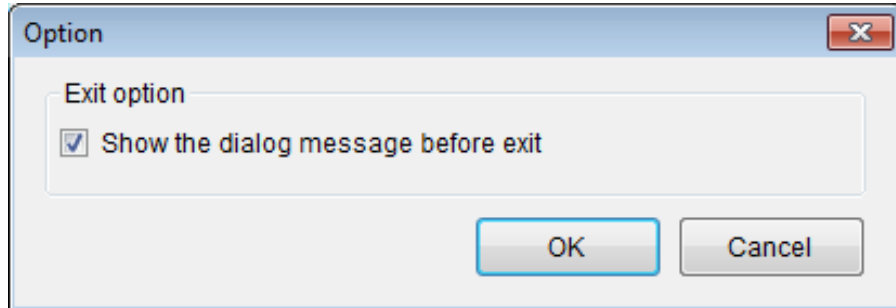 Option
Exit option
Show the dialog message before exit
OK
Cancel